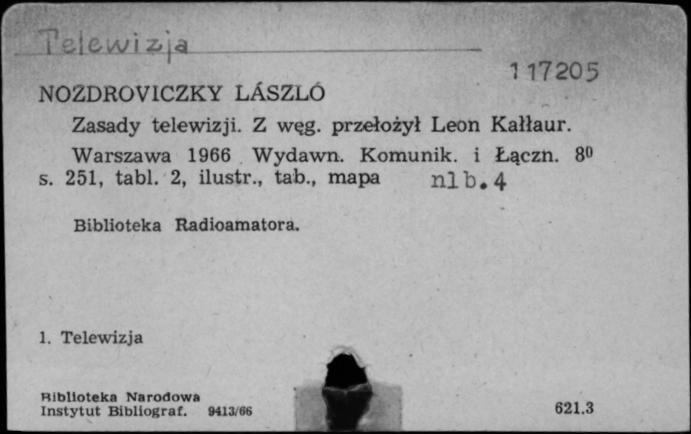 Telewizja
117205
NOZDROVICZKY LÁSZLÓ
Zasady telewizji. Z węg. przełożył Leon Kałłaur.
Warszawa 1966 Wydawn. Komunik. i Łączn. 8⁰
s. 251, tabl. 2, ilustr., tab., mapa nlb.4
Biblioteka Radioamatora.
1. Telewizja
Biblioteka Narodowa
Instytut Bibliograf. 9413/66
621.3